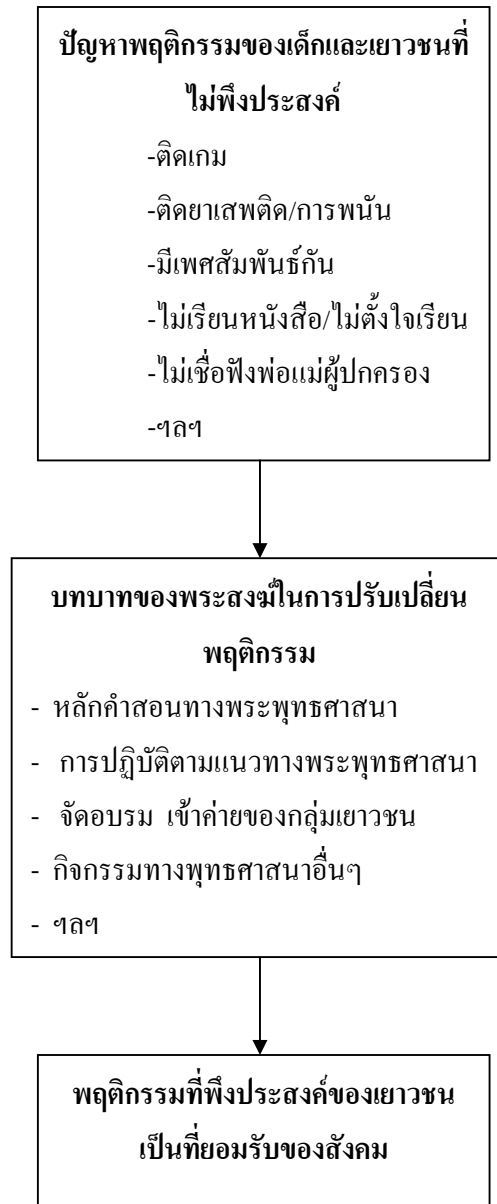 ปัญหาพฤติกรรมของเด็กและเยาวชนที่
ไม่พึงประสงค์
-ติดเกม
-ติดยาเสพติด/การพนัน
-มีเพศสัมพันธ์กัน
-ไม่เรียนหนังสือ/ไม่ตั้งใจเรียน
-ไม่เชื่อฟังพ่อแม่ผู้ปกครอง
-ฯลฯ
บทบาทของพระสงฆ์ในการปรับเปลี่ยน
พฤติกรรม
- หลักคำสอนทางพระพุทธศาสนา
- การปฏิบัติตามแนวทางพระพุทธศาสนา
- จัดอบรม เข้าค่ายของกลุ่มเยาวชน
- กิจกรรมทางพุทธศาสนาอื่นๆ
- ฯลฯ
พฤติกรรมที่พึงประสงค์ของเยาวชน
เป็นที่ยอมรับของสังคม